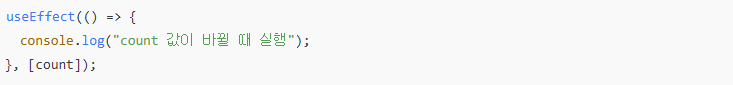 useEffect(() => {
  console.log("count 값이 바뀔 때 실행");
}, [count]);